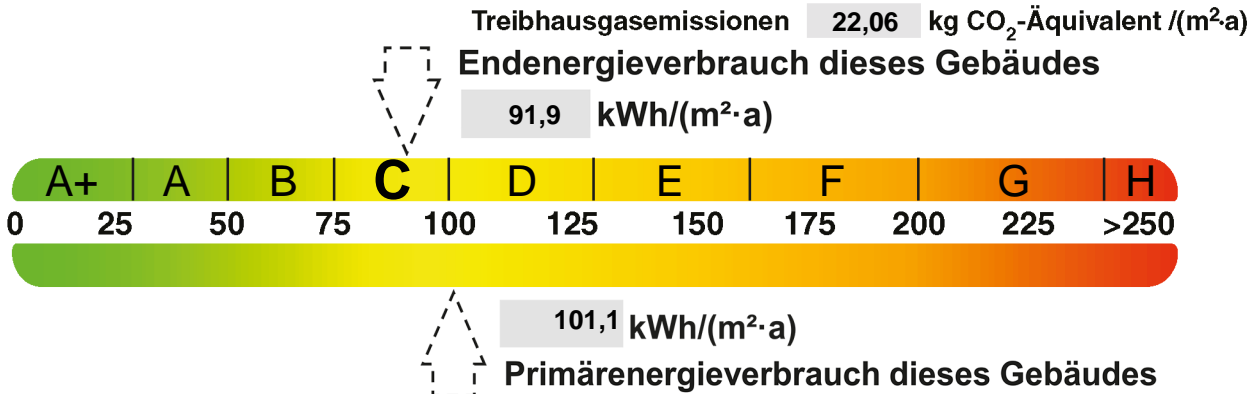 Treibhausgasemissionen 22,06 kg CO₂-Äquivalent /(m²·a)
Endenergieverbrauch dieses Gebäudes
91,9 kWh/(m²·a)
A+ A B C D E F G H
0 25 50 75 100 125 150 175 200 225 >250
101,1 kWh/(m²·a)
Primärenergieverbrauch dieses Gebäudes